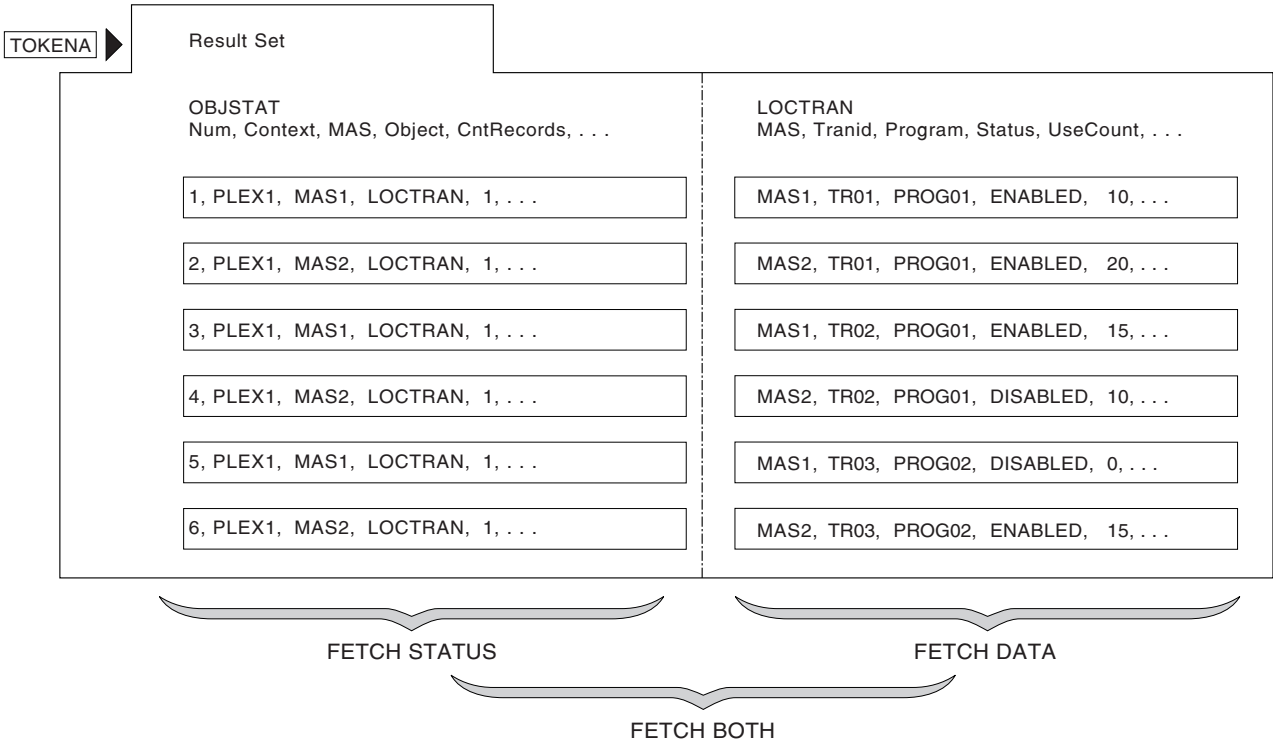 TOKENA
Result Set
OBJSTAT
Num, Context, MAS, Object, CntRecords, . . .
LOCTRAN
MAS, Tranid, Program, Status, UseCount, . . .
1, PLEX1, MAS1, LOCTRAN, 1, . . .
MAS1, TR01, PROG01, ENABLED, 10, . . .
2, PLEX1, MAS2, LOCTRAN, 1, . . .
MAS2, TR01, PROG01, ENABLED, 20, . . .
3, PLEX1, MAS1, LOCTRAN, 1, . . .
MAS1, TR02, PROG01, ENABLED, 15, . . .
4, PLEX1, MAS2, LOCTRAN, 1, . . .
MAS2, TR02, PROG01, DISABLED, 10, . . .
5, PLEX1, MAS1, LOCTRAN, 1, . . .
MAS1, TR03, PROG02, DISABLED, 0, . . .
6, PLEX1, MAS2, LOCTRAN, 1, . . .
MAS2, TR03, PROG02, ENABLED, 15, . . .
FETCH STATUS
FETCH DATA
FETCH BOTH